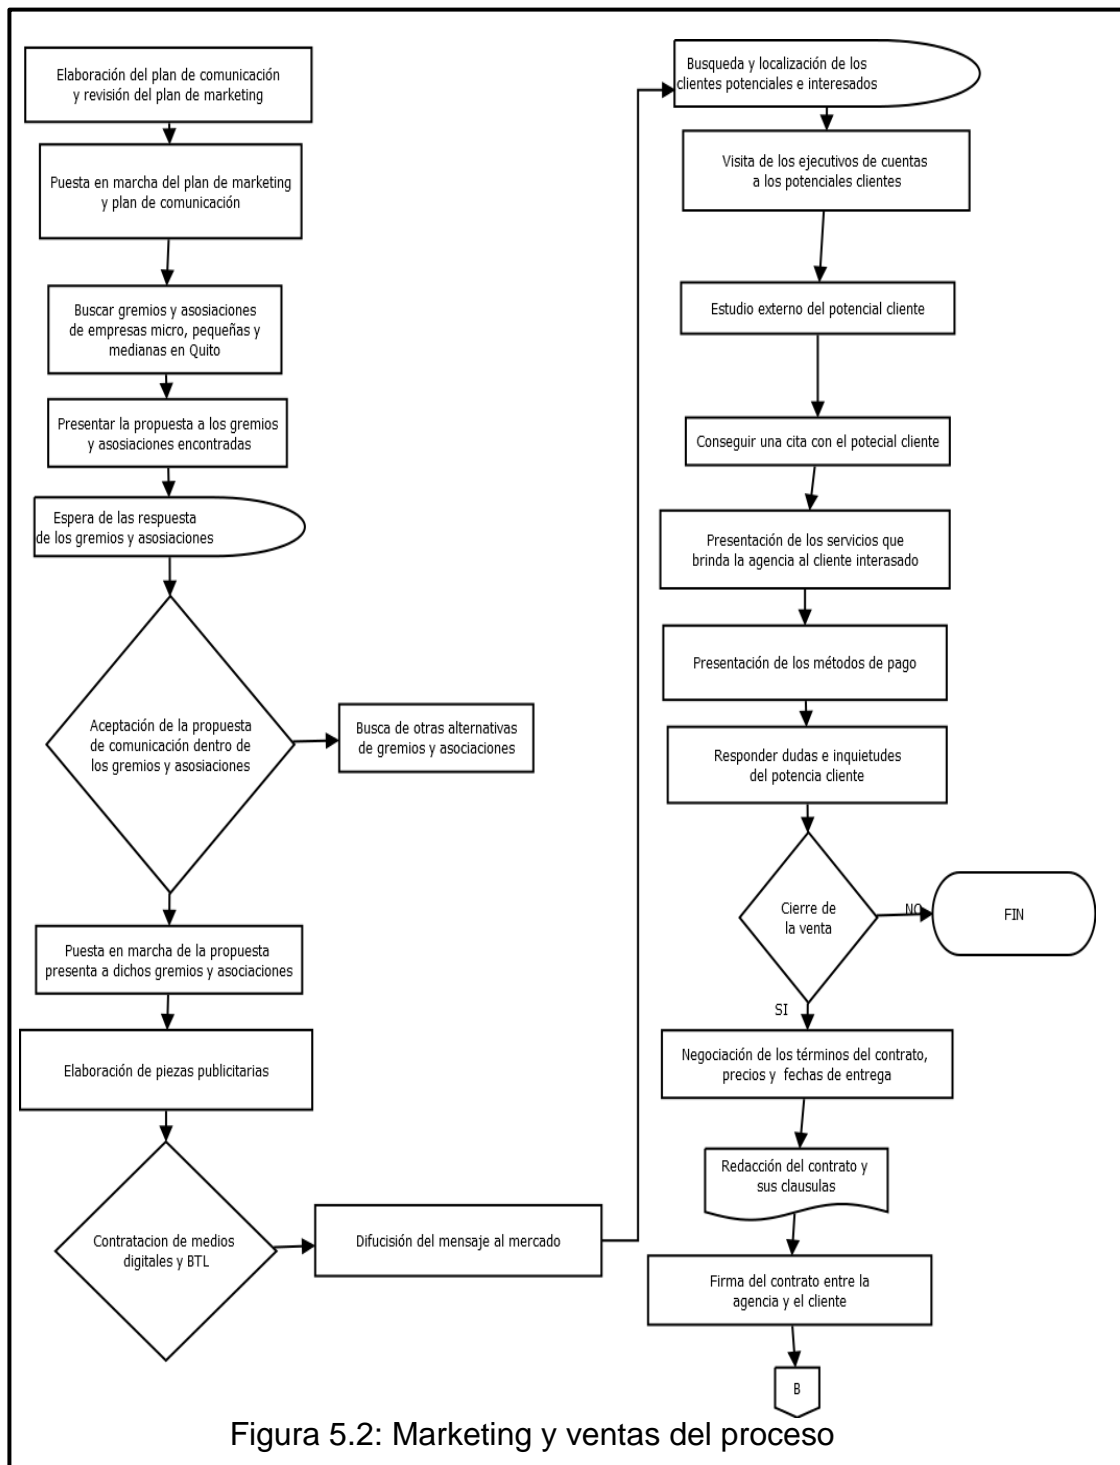 Elaboración del plan de comunicación
y revisión del plan de marketing
Puesta en marcha del plan de marketing
y plan de comunicación
Buscar gremios y asosiaciones
de empresas micro, pequeñas y
medianas en Quito
Presentar la propuesta a los gremios
y asosiaciones encontradas
Espera de las respuesta
de los gremios y asosiaciones
Aceptación de la propuesta
de comunicación dentro de
los gremios y asosiaciones
Busca de otras alternativas
de gremios y asociaciones
Puesta en marcha de la propuesta
presenta a dichos gremios y asociaciones
Elaboración de piezas publicitarias
Contratacion de medios
digitales y BTL
Difucisión del mensaje al mercado
Busqueda y localización de los
clientes potenciales e interesados
Visita de los ejecutivos de cuentas
a los potenciales clientes
Estudio externo del potencial cliente
Conseguir una cita con el potecial cliente
Presentación de los servicios que
brinda la agencia al cliente interasado
Presentación de los métodos de pago
Responder dudas e inquietudes
del potencia cliente
Cierre de
la venta
NO
FIN
SI
Negociación de los términos del contrato,
precios y fechas de entrega
Redacción del contrato y
sus clausulas
Firma del contrato entre la
agencia y el cliente
B
Figura 5.2: Marketing y ventas del proceso